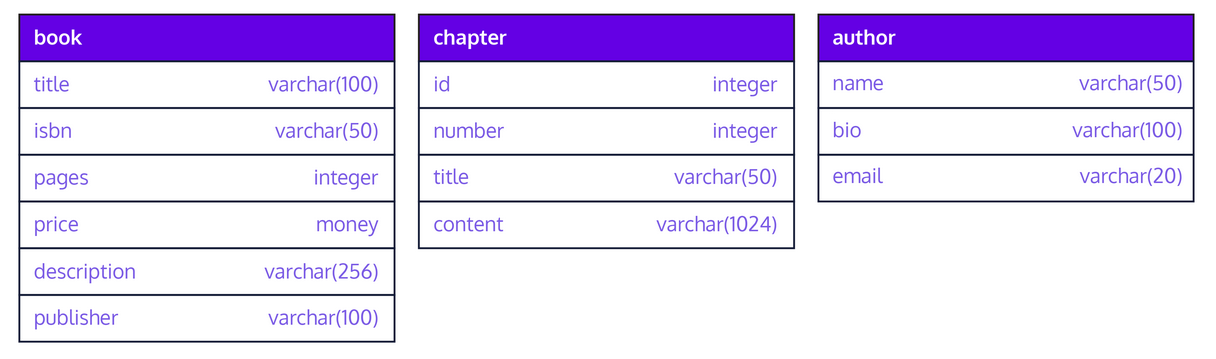 book
title varchar(100)
isbn varchar(50)
pages integer
price money
description varchar(256)
publisher varchar(100)
chapter
id integer
number integer
title varchar(50)
content varchar(1024)
author
name varchar(50)
bio varchar(100)
email varchar(20)